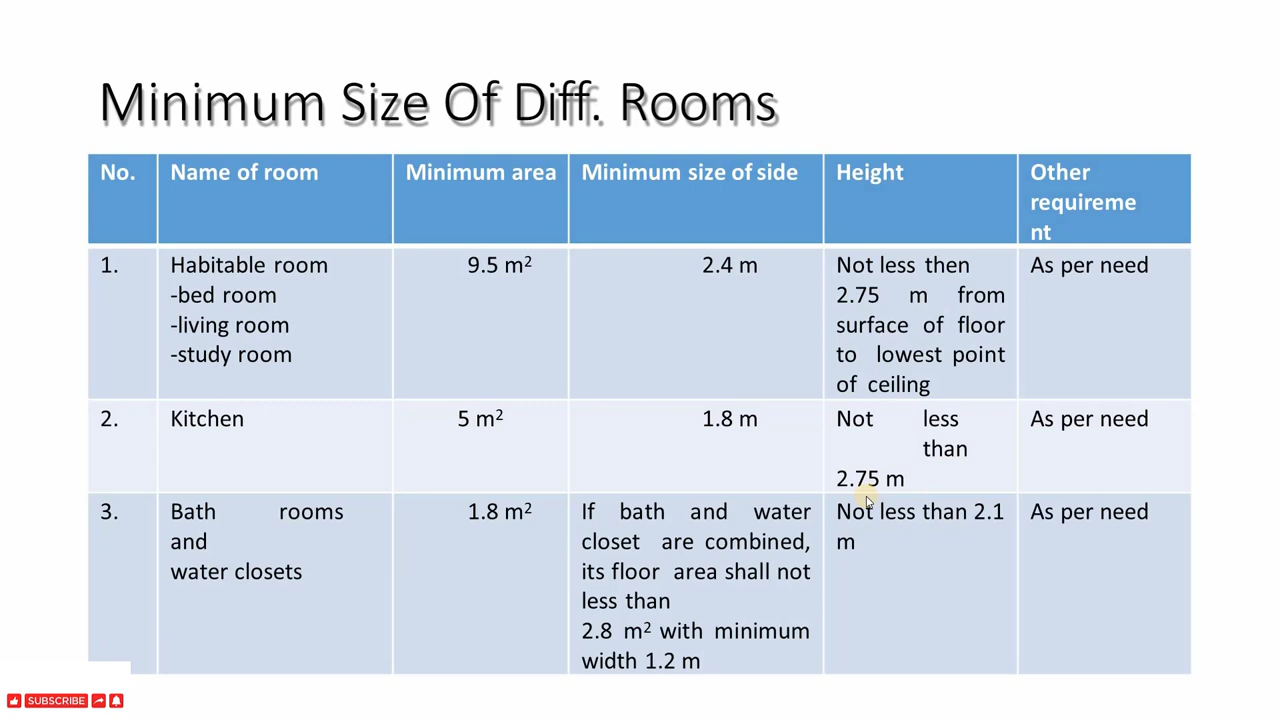 Minimum Size Of Diff. Rooms
No. Name of room Minimum area Minimum size of side Height Other
requireme
nt
1. Habitable room 9.5 m² 2.4 m Not less then As per need
-bed room 2.75 m from
-living room surface of floor
-study room to lowest point
of ceiling
2. Kitchen 5 m² 1.8 m Not less As per need
than
2.75 m
3. Bath rooms 1.8 m² If bath and water Not less than 2.1 As per need
and closet are combined, m
water closets its floor area shall not
less than
2.8 m² with minimum
width 1.2 m
SUBSCRIBE